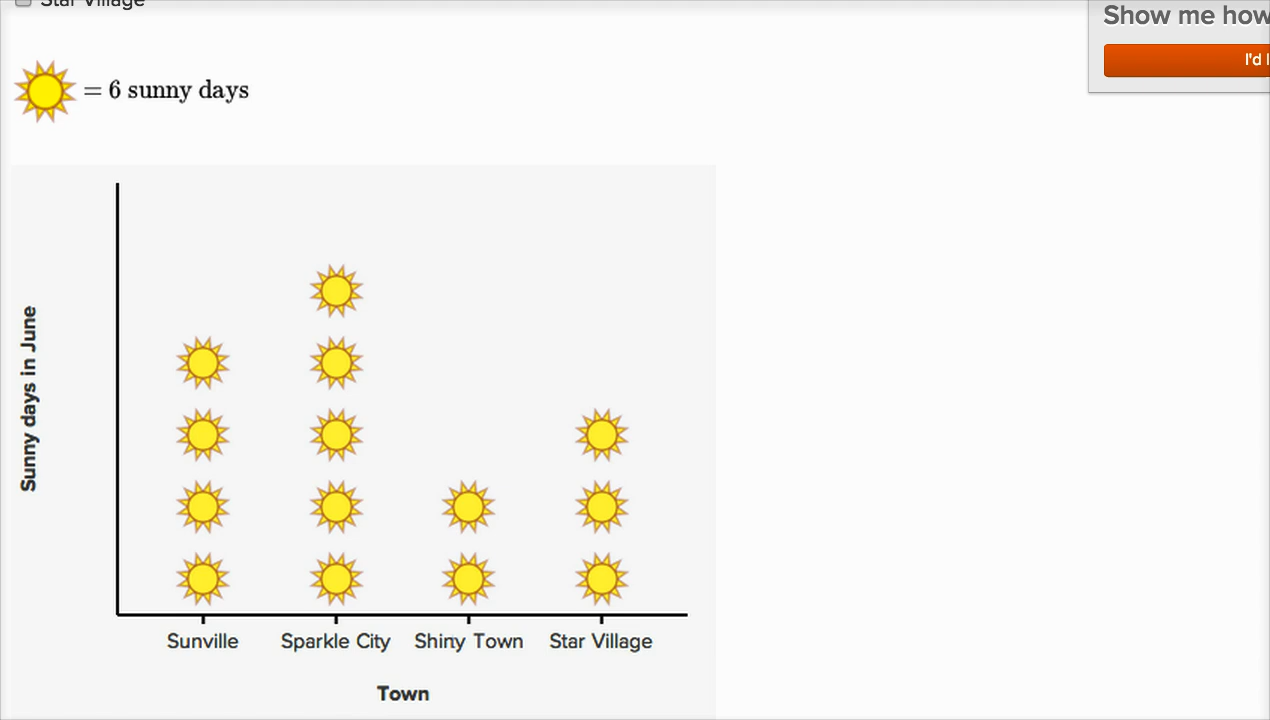 Star Village
Show me how
I'd l
= 6 sunny days
Sunny days in June
Sunville
Sparkle City
Shiny Town
Star Village
Town